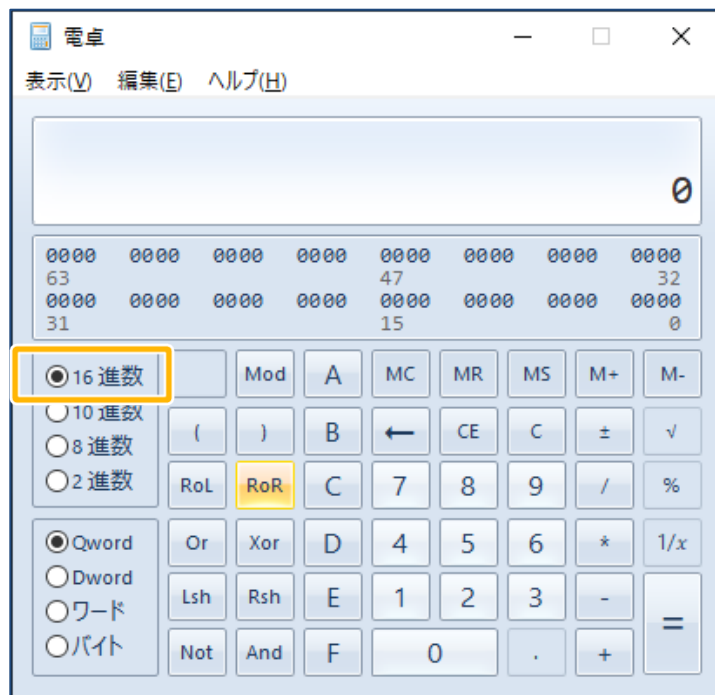 電卓
表示(V) 編集(E) ヘルプ(H)
0
0000 0000 0000 0000 0000 0000 0000 0000
63 47 32
0000 0000 0000 0000 0000 0000 0000 0000
31 15 0
16 進数 Mod A MC MR MS M+ M-
10 進数
( ) B ← CE C ± √
8 進数
2 進数 RoL RoR C 7 8 9 / %
Qword Or Xor D 4 5 6 * 1/x
Dword
Lsh Rsh E 1 2 3 - =
ワード
バイト Not And F 0 . +